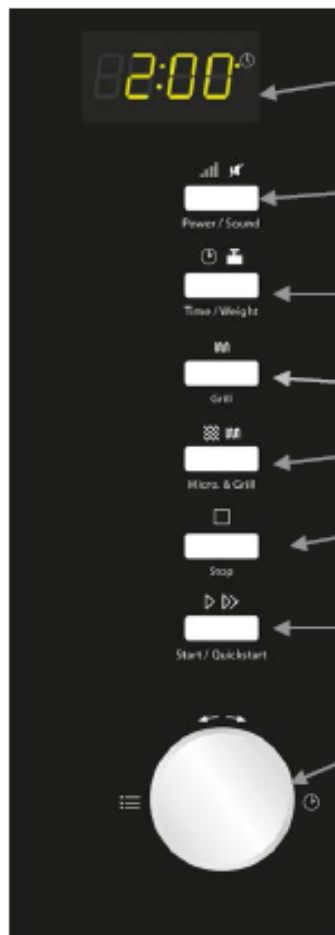 2:00
Power / Sound
Time / Weight
Grill
Micro. & Grill
Stop
Start / Quickstart